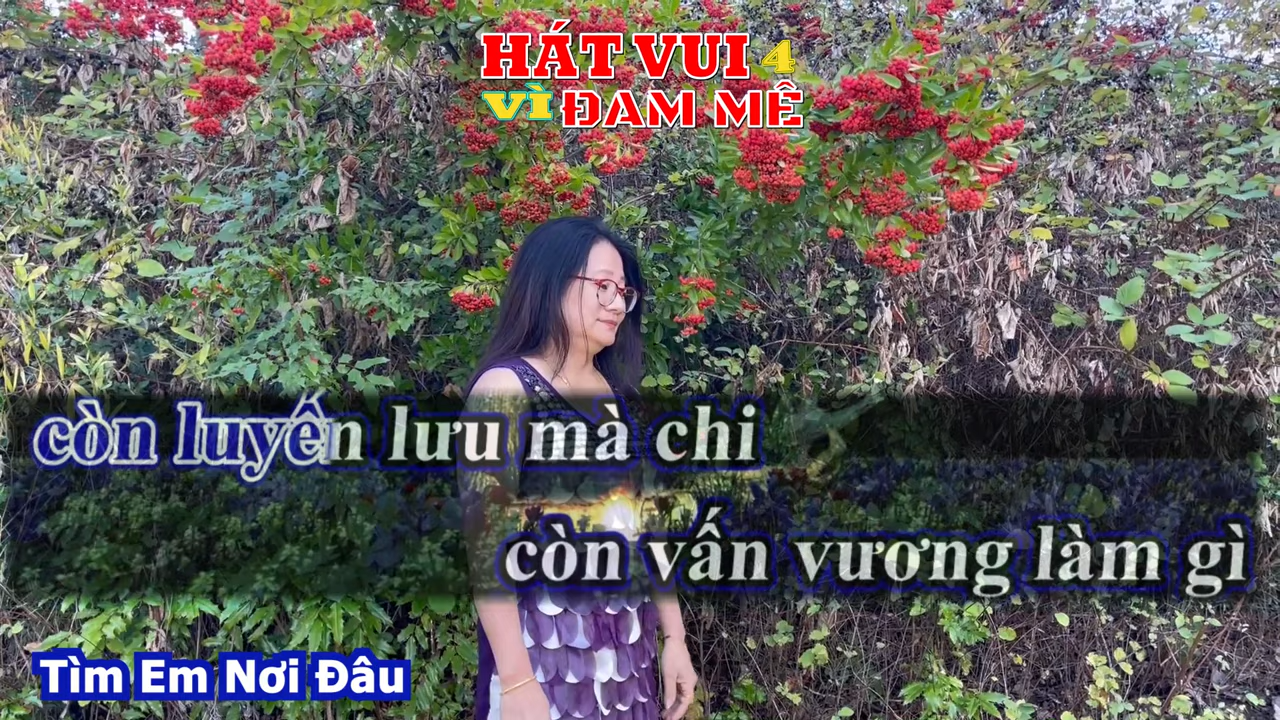 HÁT VUI 4
VÌ ĐAM MÊ
còn luyến lưu mà chi
còn vấn vương làm gì
Tìm Em Nơi Đâu